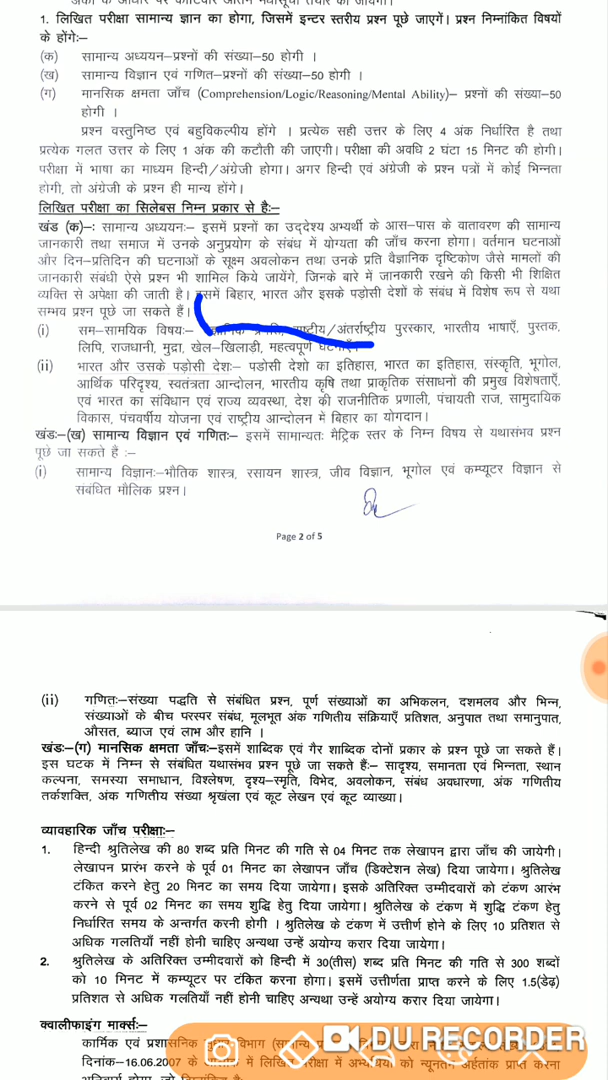 1. लिखित परीक्षा सामान्य ज्ञान का होगा, जिसमें इन्टर स्तरीय प्रश्न पूछे जाएगें। प्रश्न निम्नांकित विषयों
के होंगे:–
(क) सामान्य अध्ययन–प्रश्नों की संख्या–50 होगी ।
(ख) सामान्य विज्ञान एवं गणित–प्रश्नों की संख्या–50 होगी ।
(ग) मानसिक क्षमता जाँच (Comprehension/Logic/Reasoning/Mental Ability)– प्रश्नों की संख्या–50
होगी ।
प्रश्न वस्तुनिष्ठ एवं बहुविकल्पीय होंगे । प्रत्येक सही उत्तर के लिए 4 अंक निर्धारित है तथा
प्रत्येक गलत उत्तर के लिए 1 अंक की कटौती की जाएगी। परीक्षा की अवधि 2 घंटा 15 मिनट की होगी।
परीक्षा में भाषा का माध्यम हिन्दी/अंग्रेजी होगा। अगर हिन्दी एवं अंग्रेजी के प्रश्न पत्रों में कोई भिन्नता
होगी, तो अंग्रेजी के प्रश्न ही मान्य होंगे।
लिखित परीक्षा का सिलेबस निम्न प्रकार से है:–
खंड (क)–: सामान्य अध्ययन:– इसमें प्रश्नों का उद्देश्य अभ्यर्थी के आस–पास के वातावरण की सामान्य
जानकारी तथा समाज में उनके अनुप्रयोग के संबंध में योग्यता की जाँच करना होगा। वर्तमान घटनाओं
और दिन–प्रतिदिन की घटनाओं के सूक्ष्म अवलोकन तथा उनके प्रति वैज्ञानिक दृष्टिकोण जैसे मामलों की
जानकारी संबंधी ऐसे प्रश्न भी शामिल किये जायेंगे, जिनके बारे में जानकारी रखने की किसी भी शिक्षित
व्यक्ति से अपेक्षा की जाती है। इसमें बिहार, भारत और इसके पड़ोसी देशों के संबंध में विशेष रूप से यथा
सम्भव प्रश्न पूछे जा सकते हैं।
(i) सम–सामयिक विषय:– राष्ट्रीय/अंतर्राष्ट्रीय पुरस्कार, भारतीय भाषाएँ, पुस्तक,
लिपि, राजधानी, मुद्रा, खेल–खिलाड़ी, महत्वपूर्ण घटनाएँ।
(ii) भारत और उसके पड़ोसी देश:– पड़ोसी देशो का इतिहास, भारत का इतिहास, संस्कृति, भूगोल,
आर्थिक परिदृश्य, स्वतंत्रता आन्दोलन, भारतीय कृषि तथा प्राकृतिक संसाधनों की प्रमुख विशेषताएँ,
एवं भारत का संविधान एवं राज्य व्यवस्था, देश की राजनीतिक प्रणाली, पंचायती राज, सामुदायिक
विकास, पंचवर्षीय योजना एवं राष्ट्रीय आन्दोलन में बिहार का योगदान।
खंड:–(ख) सामान्य विज्ञान एवं गणित:– इसमें सामान्यतः मैट्रिक स्तर के निम्न विषय से यथासंभव प्रश्न
पूछे जा सकते हैं :–
(i) सामान्य विज्ञान:–भौतिक शास्त्र, रसायन शास्त्र, जीव विज्ञान, भूगोल एवं कम्प्यूटर विज्ञान से
संबंधित मौलिक प्रश्न।
Page 2 of 5
(ii) गणित:–संख्या पद्धति से संबंधित प्रश्न, पूर्ण संख्याओं का अभिकलन, दशमलव और भिन्न,
संख्याओं के बीच परस्पर संबंध, मूलभूत अंक गणितीय संक्रियाएँ प्रतिशत, अनुपात तथा समानुपात,
औसत, ब्याज एवं लाभ और हानि ।
खंड:–(ग) मानसिक क्षमता जाँच:–इसमें शाब्दिक एवं गैर शाब्दिक दोनों प्रकार के प्रश्न पूछे जा सकते हैं।
इस घटक में निम्न से संबंधित यथासंभव प्रश्न पूछे जा सकते हैं:– सादृश्य, समानता एवं भिन्नता, स्थान
कल्पना, समस्या समाधान, विश्लेषण, दृश्य–स्मृति, विभेद, अवलोकन, संबंध अवधारणा, अंक गणितीय
तर्कशक्ति, अंक गणितीय संख्या श्रृखंला एवं कूट लेखन एवं कूट व्याख्या।
व्यावहारिक जाँच परीक्षा:–
1. हिन्दी श्रुतिलेख की 80 शब्द प्रति मिनट की गति से 04 मिनट तक लेखापन द्वारा जाँच की जायेगी।
लेखापन प्रारंभ करने के पूर्व 01 मिनट का लेखापन जाँच (डिक्टेशन लेख) दिया जायेगा। श्रुतिलेख
टंकित करने हेतु 20 मिनट का समय दिया जायेगा। इसके अतिरिक्त उम्मीदवारों को टंकण आरंभ
करने से पूर्व 02 मिनट का समय शुद्धि हेतु दिया जायेगा। श्रुतिलेख के टंकण में शुद्धि टंकण हेतु
निर्धारित समय के अन्तर्गत करनी होगी । श्रुतिलेख के टंकण में उत्तीर्ण होने के लिए 10 प्रतिशत से
अधिक गलतियाँ नहीं होनी चाहिए अन्यथा उन्हें अयोग्य करार दिया जायेगा।
2. श्रुतिलेख के अतिरिक्त उम्मीदवारों को हिन्दी में 30(तीस) शब्द प्रति मिनट की गति से 300 शब्दों
को 10 मिनट में कम्प्यूटर पर टंकित करना होगा। इसमें उत्तीर्णता प्राप्त करने के लिए 1.5(डेढ़)
प्रतिशत से अधिक गलतियाँ नहीं होनी चाहिए अन्यथा उन्हें अयोग्य करार दिया जायेगा।
क्वालीफाइंग मार्क्स:–
कार्मिक एवं प्रशासनिक विभाग
DU RECORDER
दिनांक–16.06.2007 के में लिखित परीक्षा में अभ्यर्थियों को न्यूनतम अर्हतांक प्राप्त करना